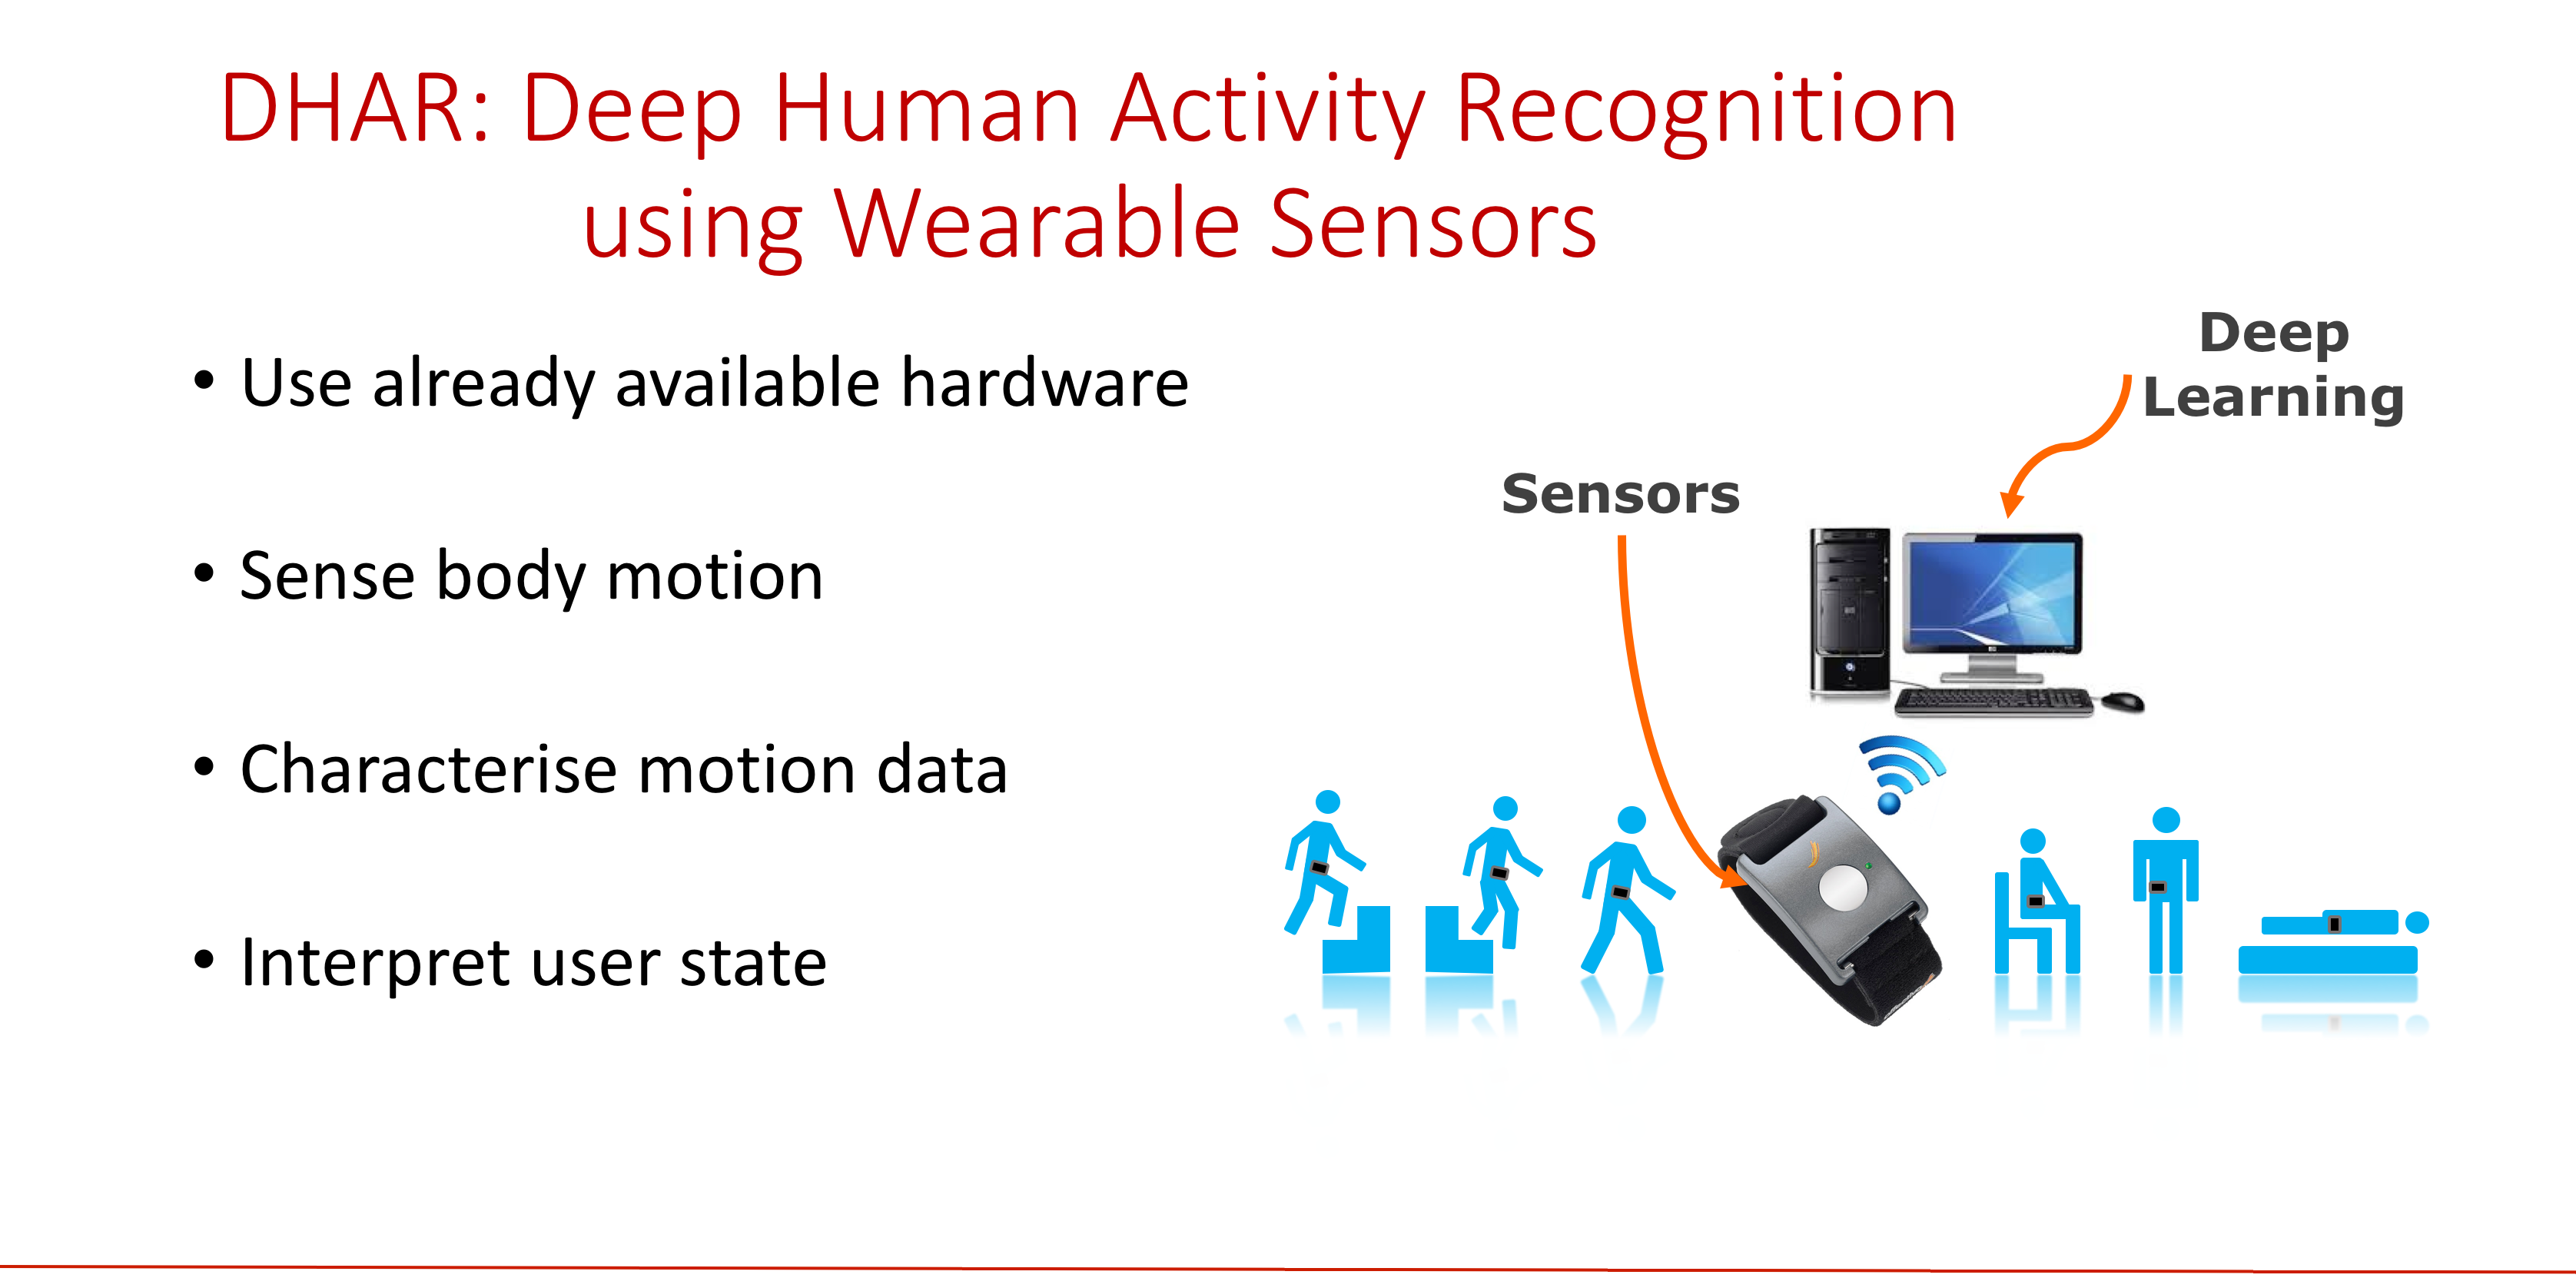 DHAR: Deep Human Activity Recognition
using Wearable Sensors
• Use already available hardware
• Sense body motion
• Characterise motion data
• Interpret user state
Deep
Learning
Sensors